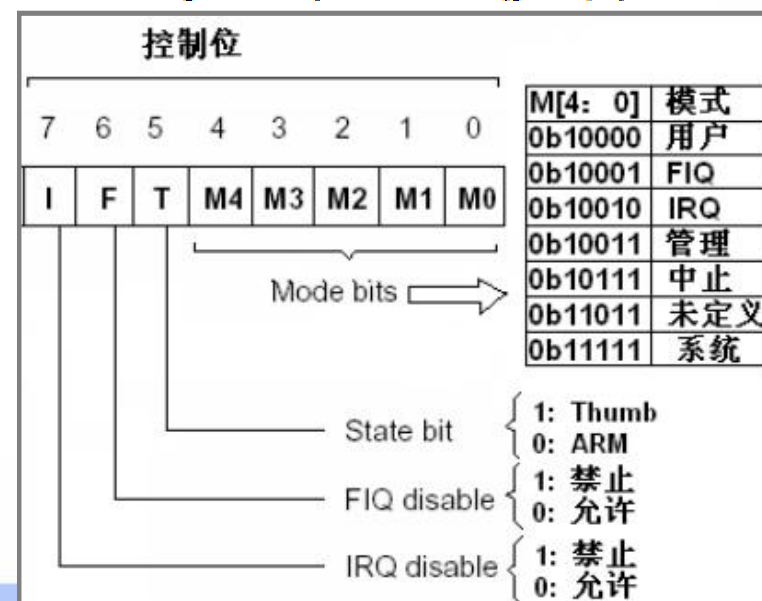 控制位
7 6 5 4 3 2 1 0
I F T M4 M3 M2 M1 M0
Mode bits
M[4： 0] 模式
0b10000 用户
0b10001 FIQ
0b10010 IRQ
0b10011 管理
0b10111 中止
0b11011 未定义
0b11111 系统
State bit
1: Thumb
0: ARM
FIQ disable
1: 禁止
0: 允许
IRQ disable
1: 禁止
0: 允许